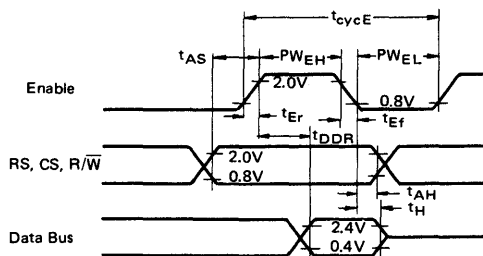 tcycE
tAS
PWEH
PWEL
Enable
2.0V
0.8V
tEr
tEf
tDDR
RS, CS, R/W̅
2.0V
0.8V
tAH
tH
Data Bus
2.4V
0.4V